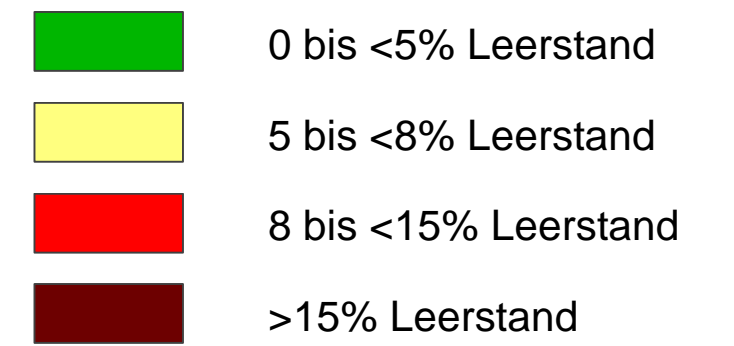 0 bis <5% Leerstand
5 bis <8% Leerstand
8 bis <15% Leerstand
>15% Leerstand